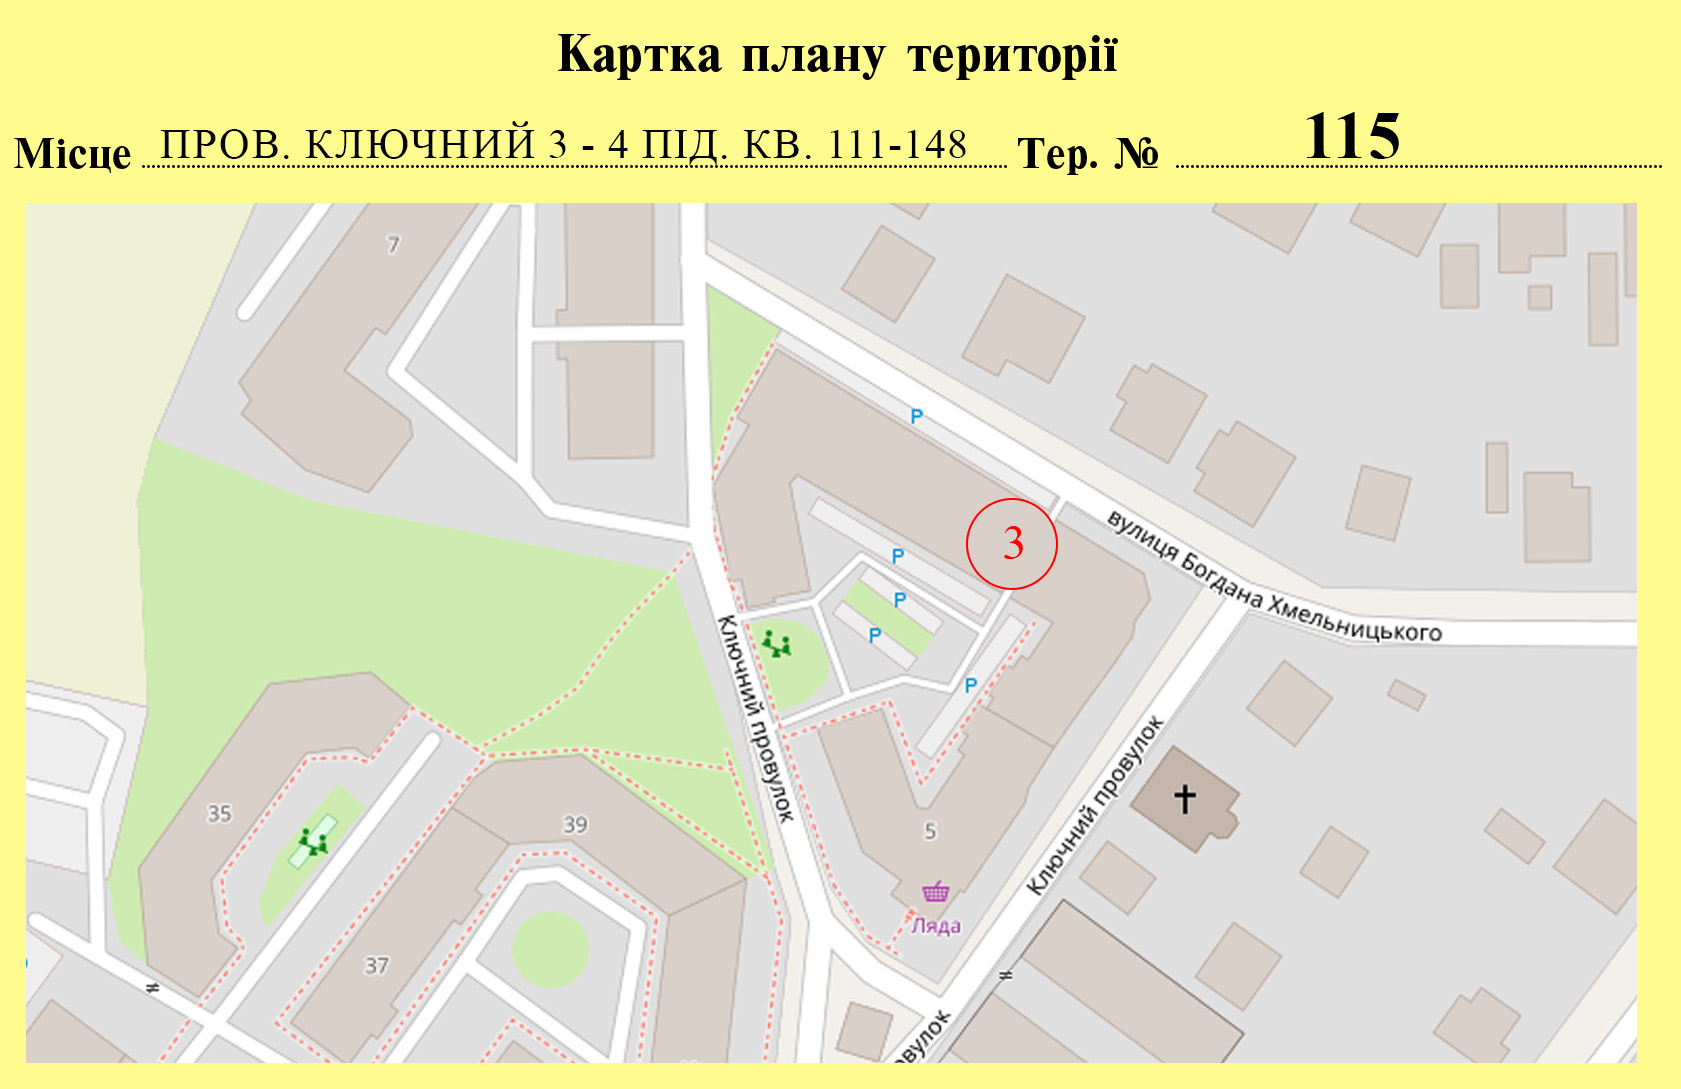 Картка плану території
Місце ПРОВ. КЛЮЧНИЙ 3 - 4 ПІД. КВ. 111-148 Тер. № 115
7
P
3
вулиця Богдана Хмельницького
P
P
P
P
Ключний провулок
Ключний провулок
35
39
5
Ляда
37